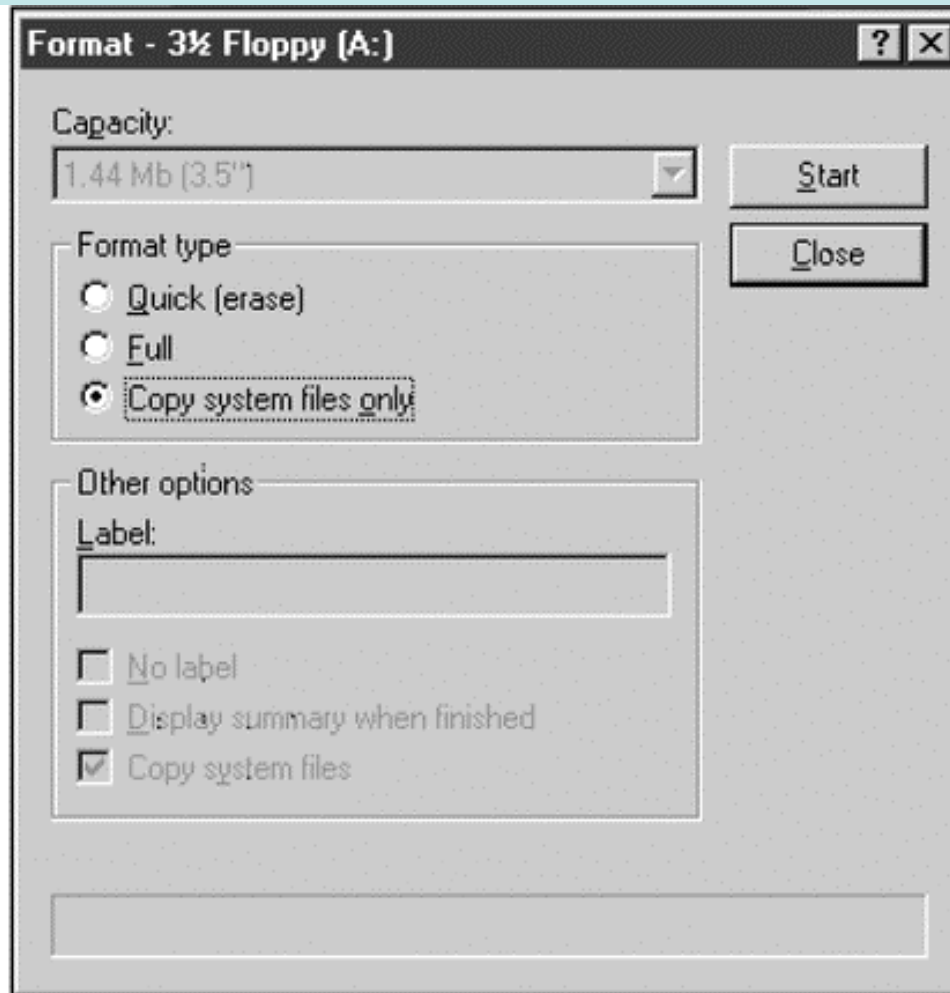 Format - 3½ Floppy (A:)
Capacity:
1.44 Mb (3.5")
Start
Close
Format type
Quick (erase)
Full
Copy system files only
Other options
Label:
No label
Display summary when finished
Copy system files